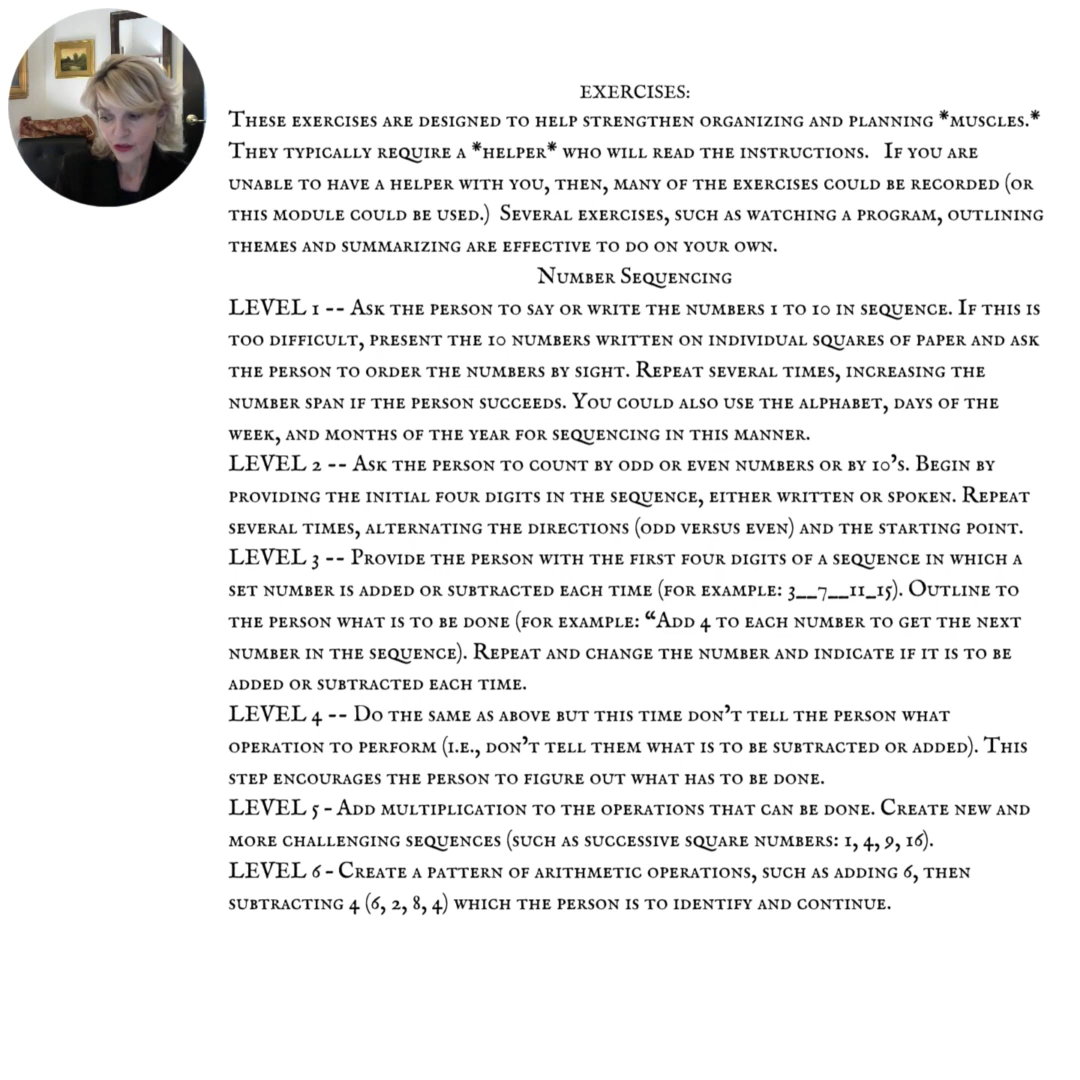 EXERCISES:
These exercises are designed to help strengthen organizing and planning *muscles.*
They typically require a *helper* who will read the instructions. If you are
unable to have a helper with you, then, many of the exercises could be recorded (or
this module could be used.) Several exercises, such as watching a program, outlining
themes and summarizing are effective to do on your own.
Number Sequencing
LEVEL 1 -- Ask the person to say or write the numbers 1 to 10 in sequence. If this is
too difficult, present the 10 numbers written on individual squares of paper and ask
the person to order the numbers by sight. Repeat several times, increasing the
number span if the person succeeds. You could also use the alphabet, days of the
week, and months of the year for sequencing in this manner.
LEVEL 2 -- Ask the person to count by odd or even numbers or by 10's. Begin by
providing the initial four digits in the sequence, either written or spoken. Repeat
several times, alternating the directions (odd versus even) and the starting point.
LEVEL 3 -- Provide the person with the first four digits of a sequence in which a
set number is added or subtracted each time (for example: 3__7__11_15). Outline to
the person what is to be done (for example: “Add 4 to each number to get the next
number in the sequence). Repeat and change the number and indicate if it is to be
added or subtracted each time.
LEVEL 4 -- Do the same as above but this time don't tell the person what
operation to perform (i.e., don't tell them what is to be subtracted or added). This
step encourages the person to figure out what has to be done.
LEVEL 5 - Add multiplication to the operations that can be done. Create new and
more challenging sequences (such as successive square numbers: 1, 4, 9, 16).
LEVEL 6 - Create a pattern of arithmetic operations, such as adding 6, then
subtracting 4 (6, 2, 8, 4) which the person is to identify and continue.